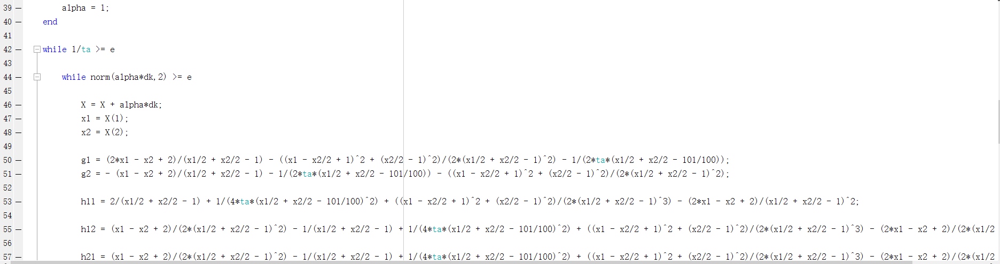 39 —         alpha = 1;
40 —     end
41
42 —     while 1/ta >= e
43
44 —         while norm(alpha*dk,2) >= e
45
46 —             X = X + alpha*dk;
47 —             x1 = X(1);
48 —             x2 = X(2);
49
50 —             g1 = (2*x1 - x2 + 2)/(x1/2 + x2/2 - 1) - ((x1 - x2/2 + 1)^2 + (x2/2 - 1)^2)/(2*(x1/2 + x2/2 - 1)^2) - 1/(2*ta*(x1/2 + x2/2 - 101/100));
51 —             g2 = - (x1 - x2 + 2)/(x1/2 + x2/2 - 1) - 1/(2*ta*(x1/2 + x2/2 - 101/100)) - ((x1 - x2/2 + 1)^2 + (x2/2 - 1)^2)/(2*(x1/2 + x2/2 - 1)^2);
52
53 —             h11 = 2/(x1/2 + x2/2 - 1) + 1/(4*ta*(x1/2 + x2/2 - 101/100)^2) + ((x1 - x2/2 + 1)^2 + (x2/2 - 1)^2)/(2*(x1/2 + x2/2 - 1)^3) - (2*x1 - x2 + 2)/(x1/2 + x2/2 - 1)^2;
54
55 —             h12 = (x1 - x2 + 2)/(2*(x1/2 + x2/2 - 1)^2) - 1/(x1/2 + x2/2 - 1) + 1/(4*ta*(x1/2 + x2/2 - 101/100)^2) + ((x1 - x2/2 + 1)^2 + (x2/2 - 1)^2)/(2*(x1/2 + x2/2 - 1)^3) - (2*x1 - x2 + 2)/(2*(x1/2
56
57 —             h21 = (x1 - x2 + 2)/(2*(x1/2 + x2/2 - 1)^2) - 1/(x1/2 + x2/2 - 1) + 1/(4*ta*(x1/2 + x2/2 - 101/100)^2) + ((x1 - x2/2 + 1)^2 + (x2/2 - 1)^2)/(2*(x1/2 + x2/2 - 1)^3) - (2*x1 - x2 + 2)/(2*(x1/2